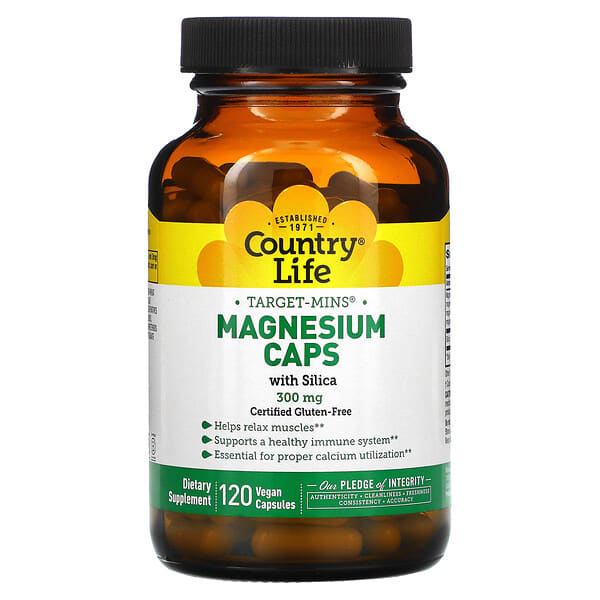 ESTABLISHED
1971
Country®
Life
• TARGET-MINS® •
MAGNESIUM
CAPS
with Silica
300 mg
Certified Gluten-Free
Helps relax muscles**
Supports a healthy immune system**
Essential for proper calcium utilization**
Dietary
Supplement
120 Vegan
Capsules
Our PLEDGE of INTEGRITY
AUTHENTICITY • CLEANLINESS • FRESHNESS
CONSISTENCY • ACCURACY